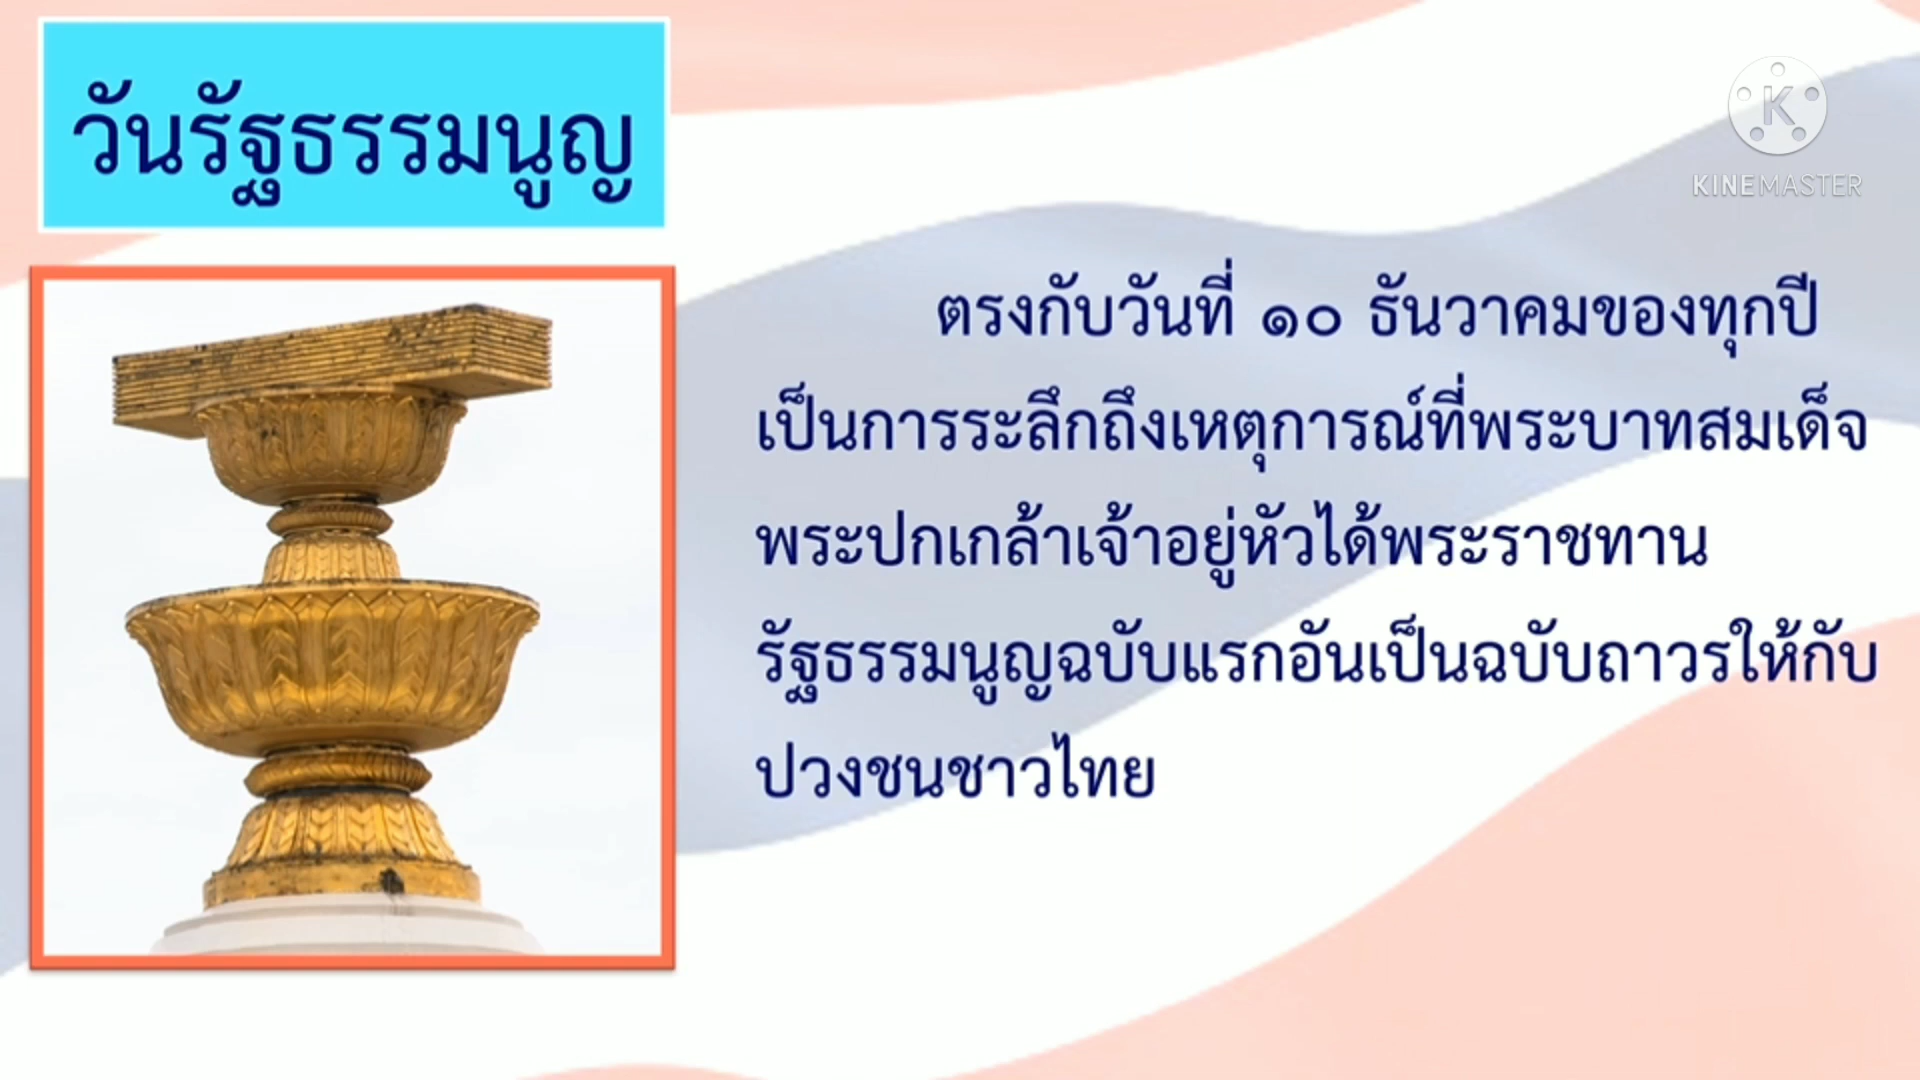 วันรัฐธรรมนูญ
KINEMASTER
ตรงกับวันที่ ๑๐ ธันวาคมของทุกปี
เป็นการระลึกถึงเหตุการณ์ที่พระบาทสมเด็จ
พระปกเกล้าเจ้าอยู่หัวได้พระราชทาน
รัฐธรรมนูญฉบับแรกอันเป็นฉบับถาวรให้กับ
ปวงชนชาวไทย